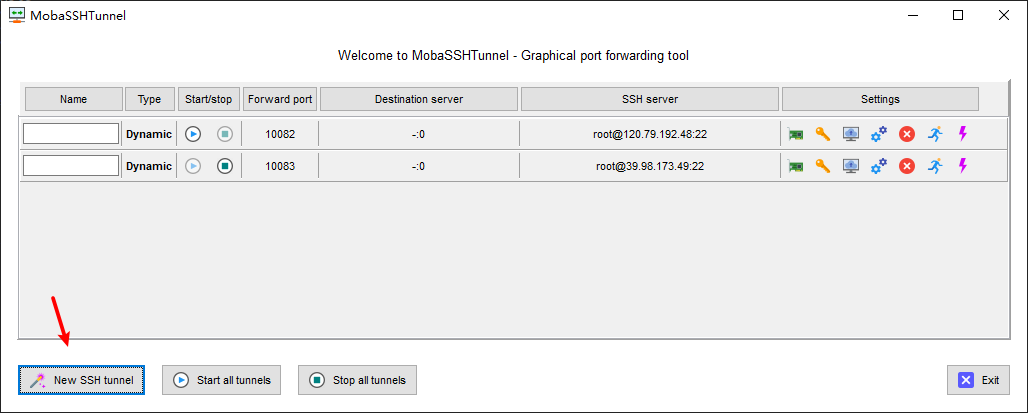 MobaSSHTunnel
Welcome to MobaSSHTunnel - Graphical port forwarding tool
Name Type Start/stop Forward port Destination server SSH server Settings
Dynamic 10082 -:0 root@120.79.192.48:22
Dynamic 10083 -:0 root@39.98.173.49:22
New SSH tunnel Start all tunnels Stop all tunnels Exit